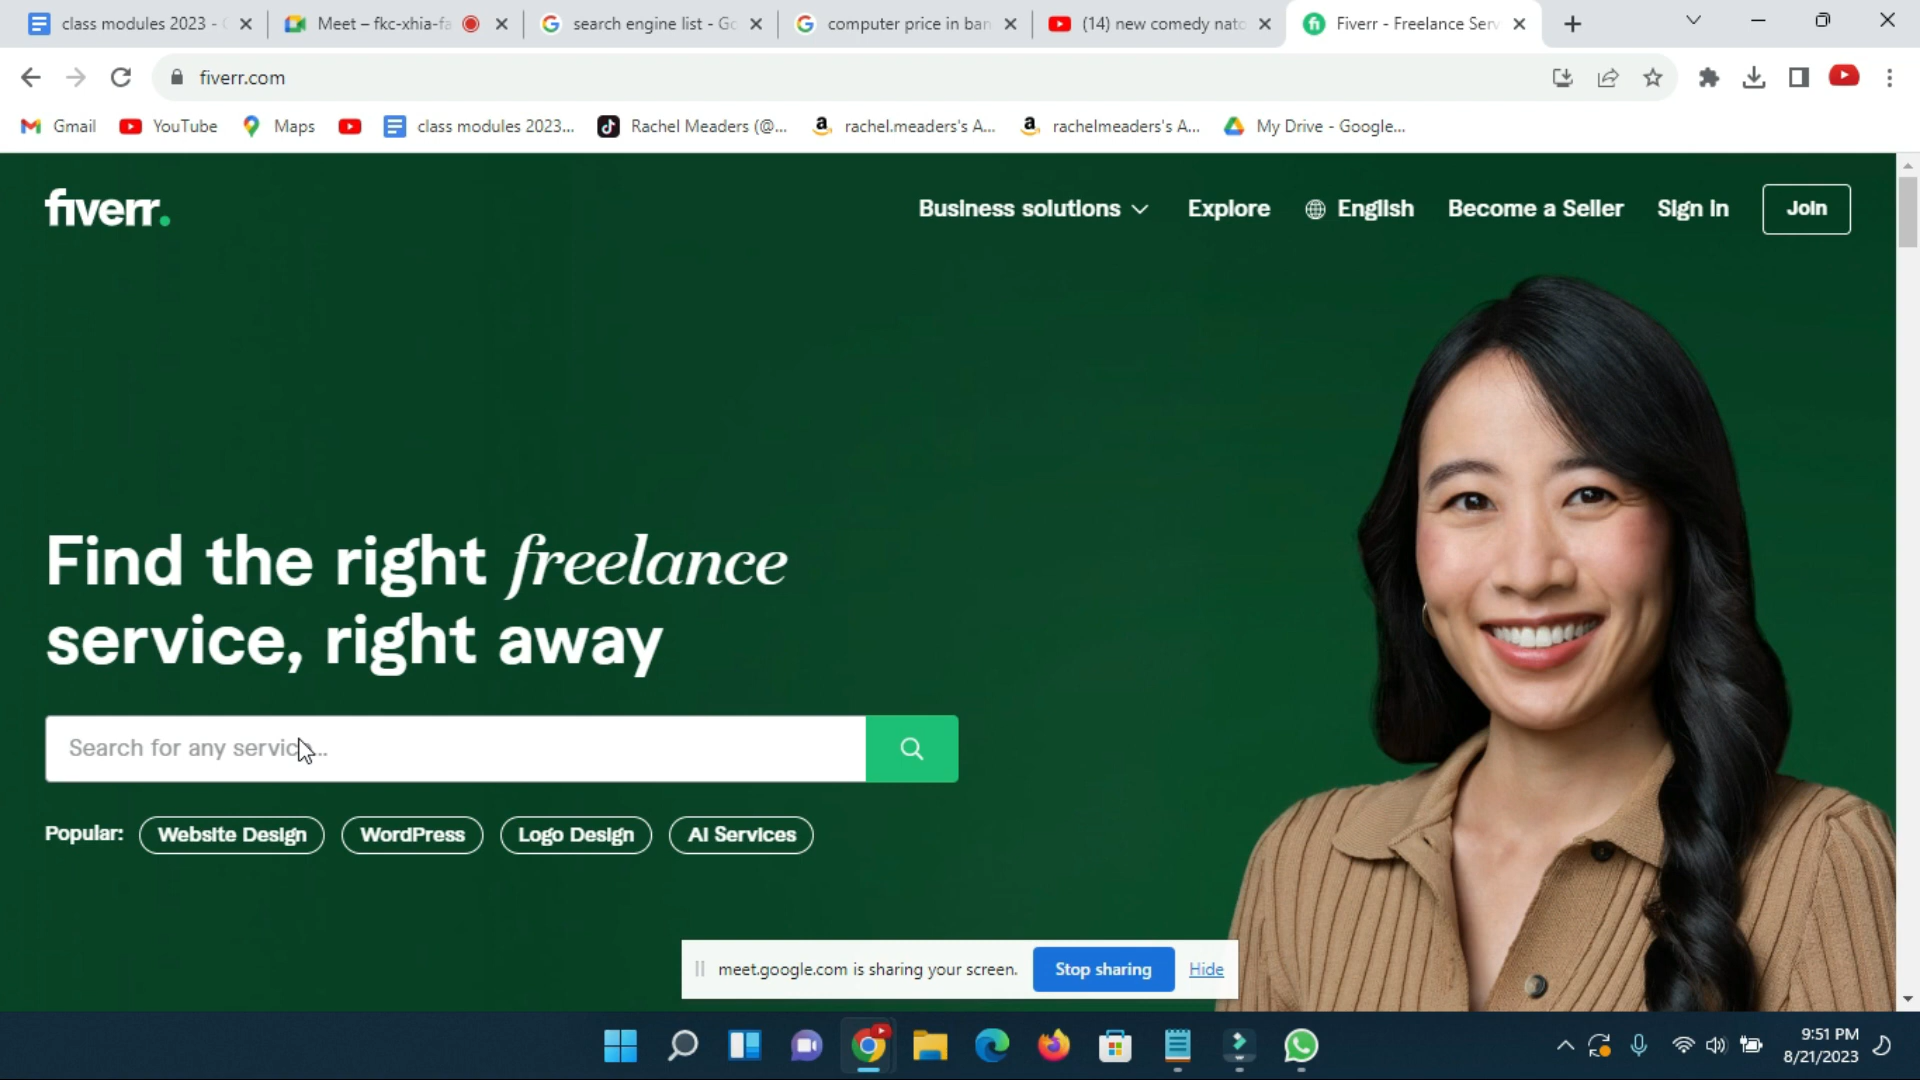 class modules 2023 -
Meet – fkc-xhia-fa
search engine list - Go
computer price in ban
(14) new comedy nato
Fiverr - Freelance Serv
fiverr.com
Gmail
YouTube
Maps
class modules 2023...
Rachel Meaders (@...
rachel.meaders's A...
rachelmeaders's A...
My Drive - Google...
fiverr.
Business solutions
Explore
English
Become a Seller
Sign in
Join
Find the right freelance
service, right away
Search for any service...
Popular:
Website Design
WordPress
Logo Design
AI Services
meet.google.com is sharing your screen.
Stop sharing
Hide
9:51 PM
8/21/2023